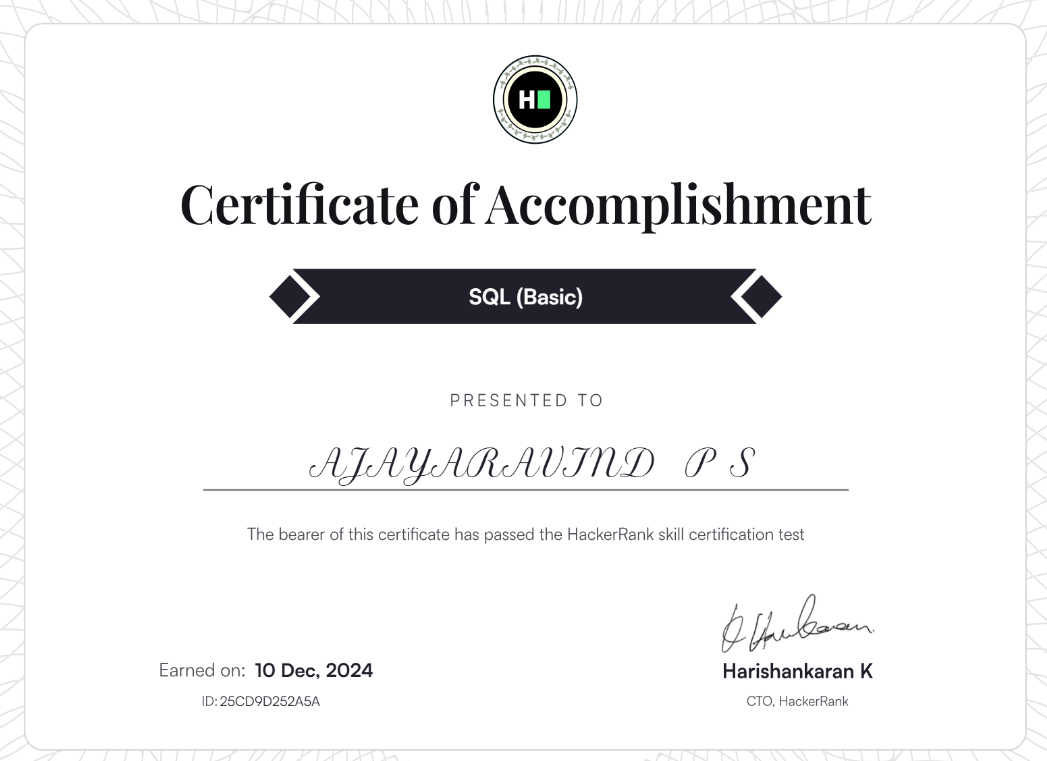 H
Certificate of Accomplishment
SQL (Basic)
PRESENTED TO
AJAYARAVIND P S
The bearer of this certificate has passed the HackerRank skill certification test
Earned on: 10 Dec, 2024
ID: 25CD9D252A5A
Harishankaran K
CTO, HackerRank